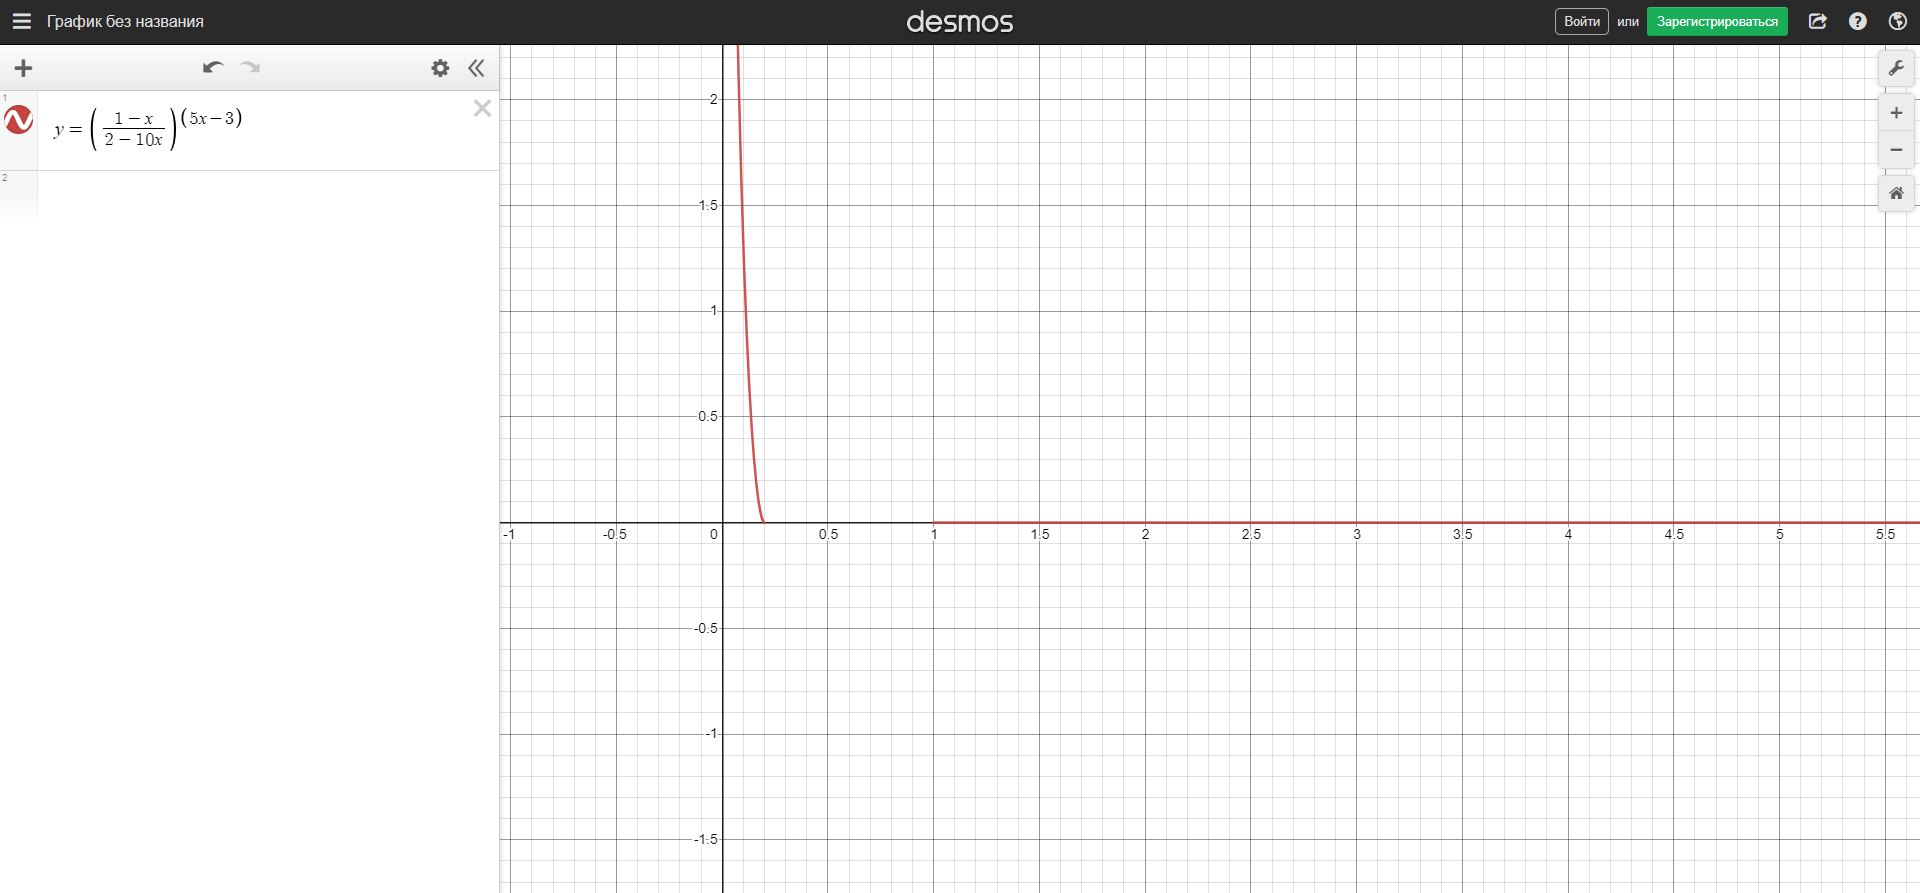 График без названия
desmos
Войти или Зарегистрироваться
1
y = ( (1 − x) / (2 − 10x) )^(5x − 3)
2
2
1.5
1
0.5
-1 -0.5 0 0.5 1 1.5 2 2.5 3 3.5 4 4.5 5 5.5
-0.5
-1
-1.5